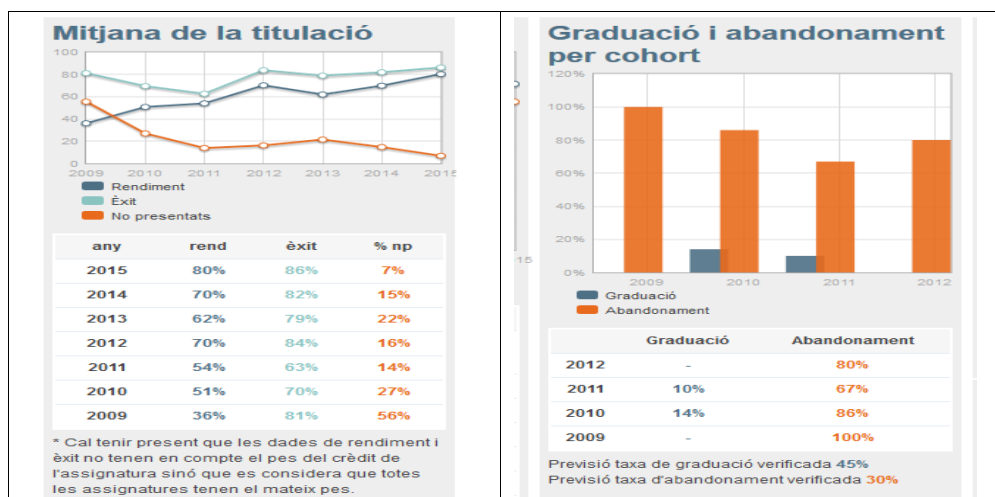 Mitjana de la titulació
100
80
60
40
20
0
2009 2010 2011 2012 2013 2014 2015
Rendiment
Èxit
No presentats
any rend èxit % np
2015 80% 86% 7%
2014 70% 82% 15%
2013 62% 79% 22%
2012 70% 84% 16%
2011 54% 63% 14%
2010 51% 70% 27%
2009 36% 81% 56%
* Cal tenir present que les dades de rendiment i
èxit no tenen en compte el pes del crèdit de
l'assignatura sinó que es considera que totes
les assignatures tenen el mateix pes.
15
Graduació i abandonament
per cohort
120%
100%
80%
60%
40%
20%
0%
2009 2010 2011 2012
Graduació
Abandonament
Graduació Abandonament
2012 - 80%
2011 10% 67%
2010 14% 86%
2009 - 100%
Previsió taxa de graduació verificada 45%
Previsió taxa d'abandonament verificada 30%